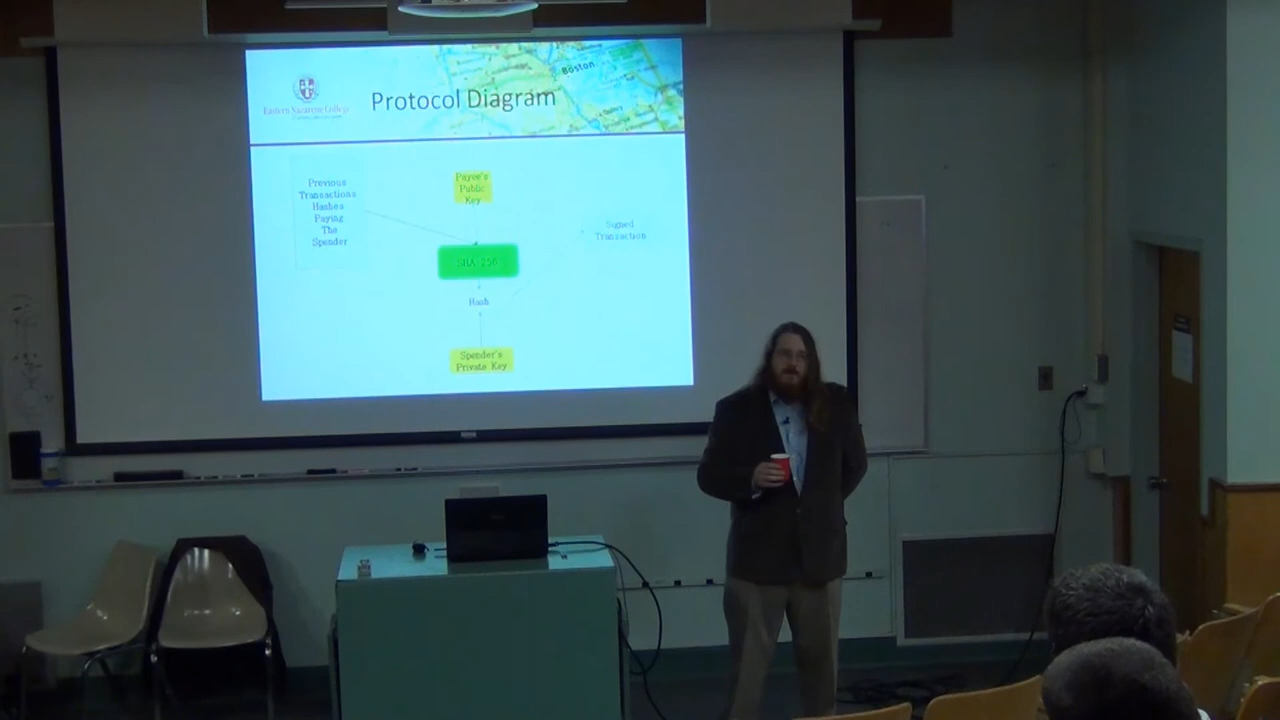 Boston
Eastern Nazarene College
Protocol Diagram
Previous
Transactions
Hashes
Paying
The
Spender
Payee's
Public
Key
Signed
Transaction
SHA-256
Hash
Spender's
Private Key